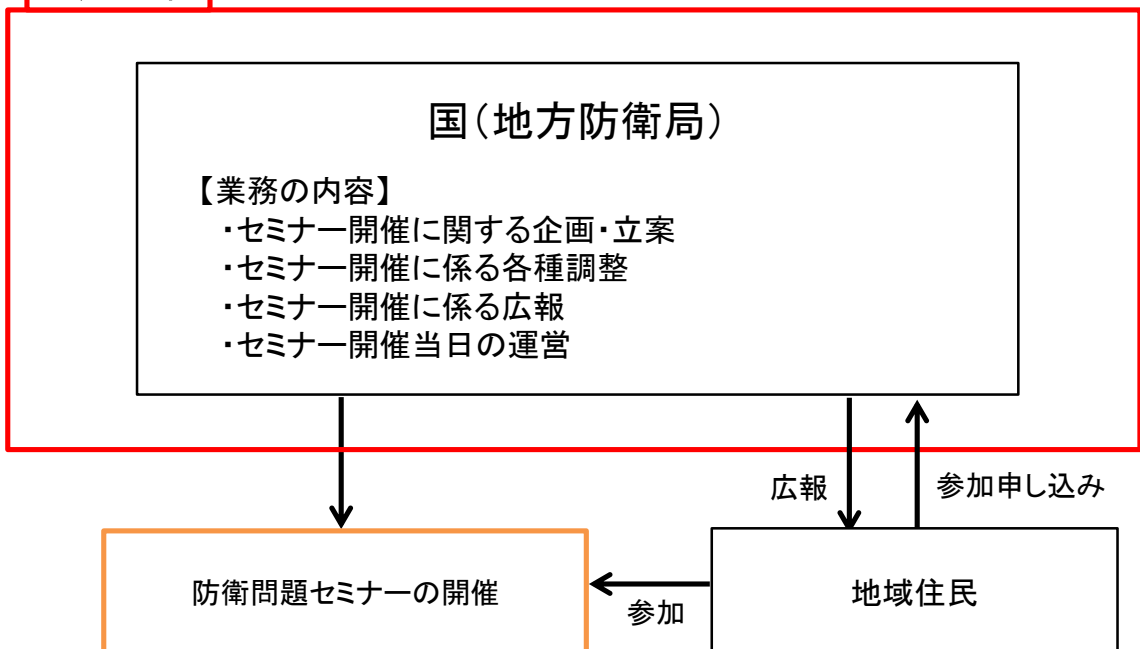 国（地方防衛局）
【業務の内容】
・セミナー開催に関する企画・立案
・セミナー開催に係る各種調整
・セミナー開催に係る広報
・セミナー開催当日の運営
広報
参加申し込み
防衛問題セミナーの開催
参加
地域住民